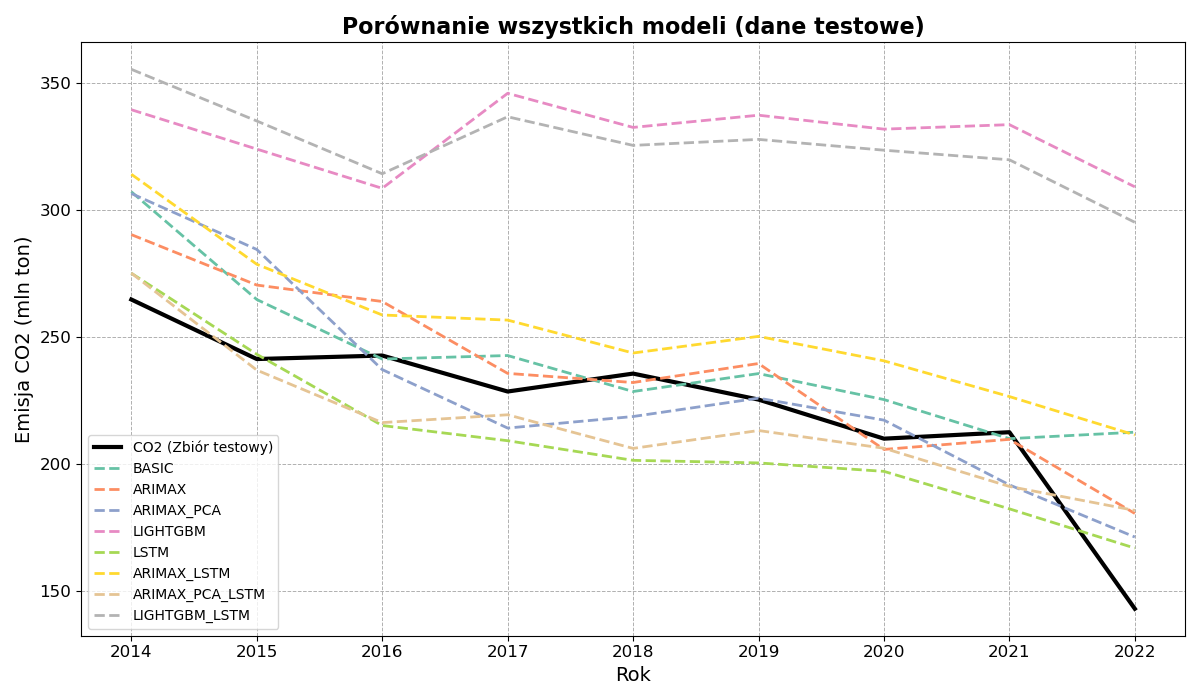 Porównanie wszystkich modeli (dane testowe)
Emisja CO2 (mln ton)
350
300
250
200
150
CO2 (Zbiór testowy)
BASIC
ARIMAX
ARIMAX_PCA
LIGHTGBM
LSTM
ARIMAX_LSTM
ARIMAX_PCA_LSTM
LIGHTGBM_LSTM
2014 2015 2016 2017 2018 2019 2020 2021 2022
Rok